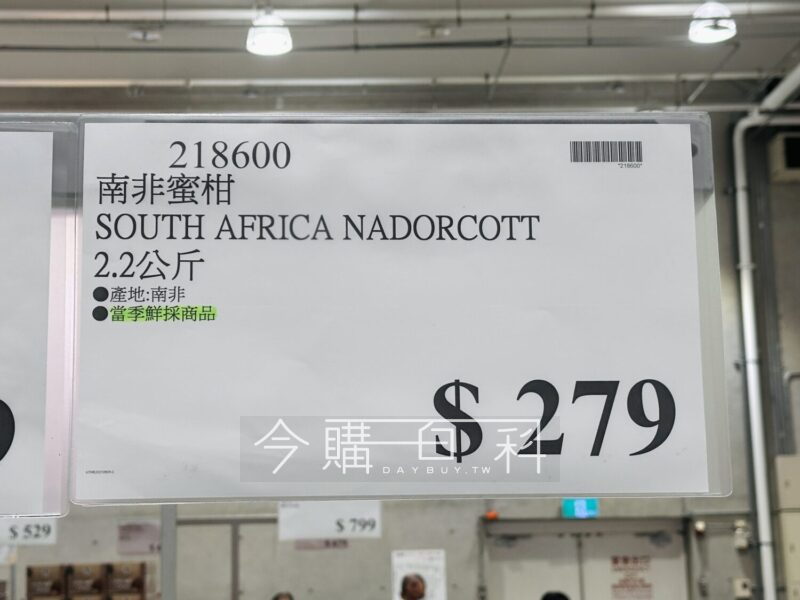 218600
*218600*
南非蜜柑
SOUTH AFRICA NADORCOTT
2.2公斤
●產地:南非
●當季鮮採商品
$ 279
今購百科
DAYBUY.TW
$ 529
$ 799